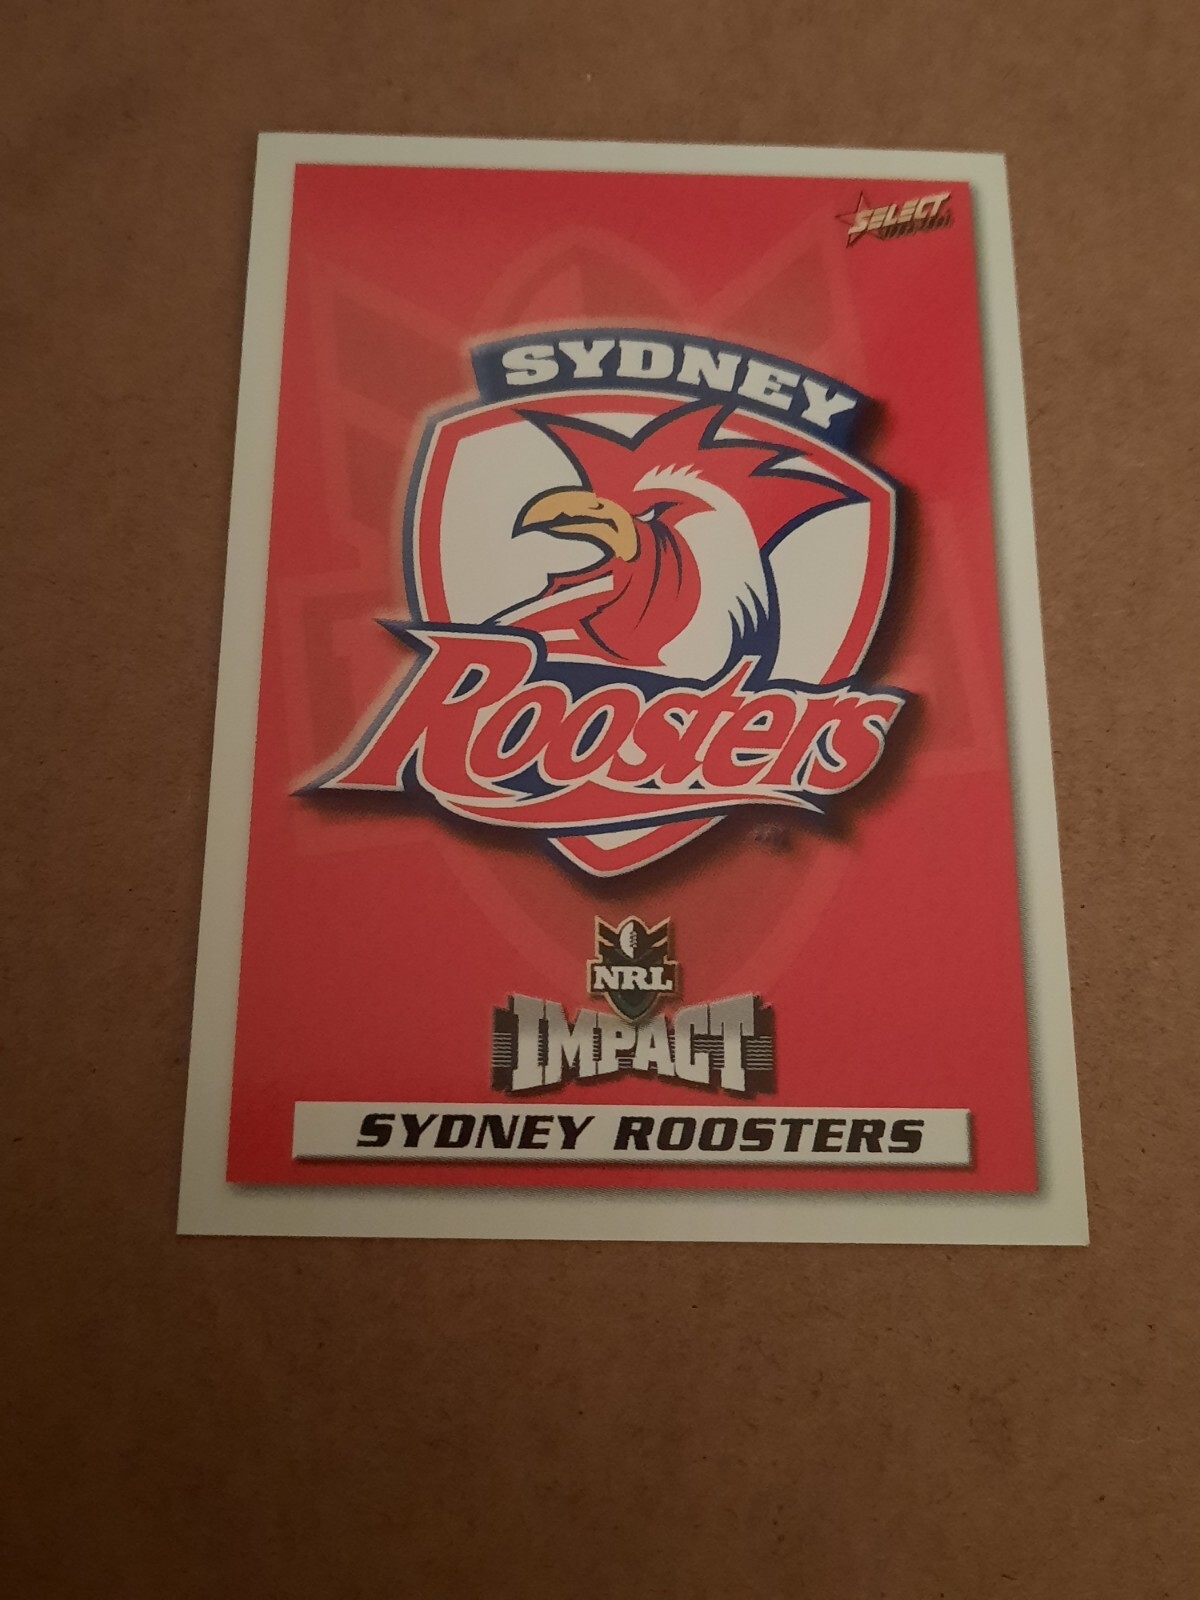 SELECT
SYDNEY
Roosters
NRL
IMPACT
SYDNEY ROOSTERS